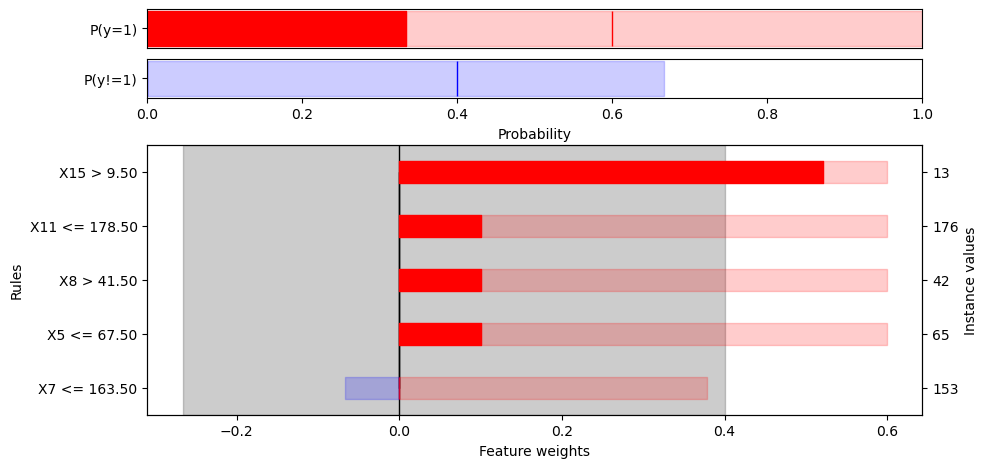 P(y=1)
P(y!=1)
0.0 0.2 0.4 0.6 0.8 1.0
Probability
X15 > 9.50 13
X11 <= 178.50 176
X8 > 41.50 42
X5 <= 67.50 65
X7 <= 163.50 153
Rules
Instance values
−0.2 0.0 0.2 0.4 0.6
Feature weights